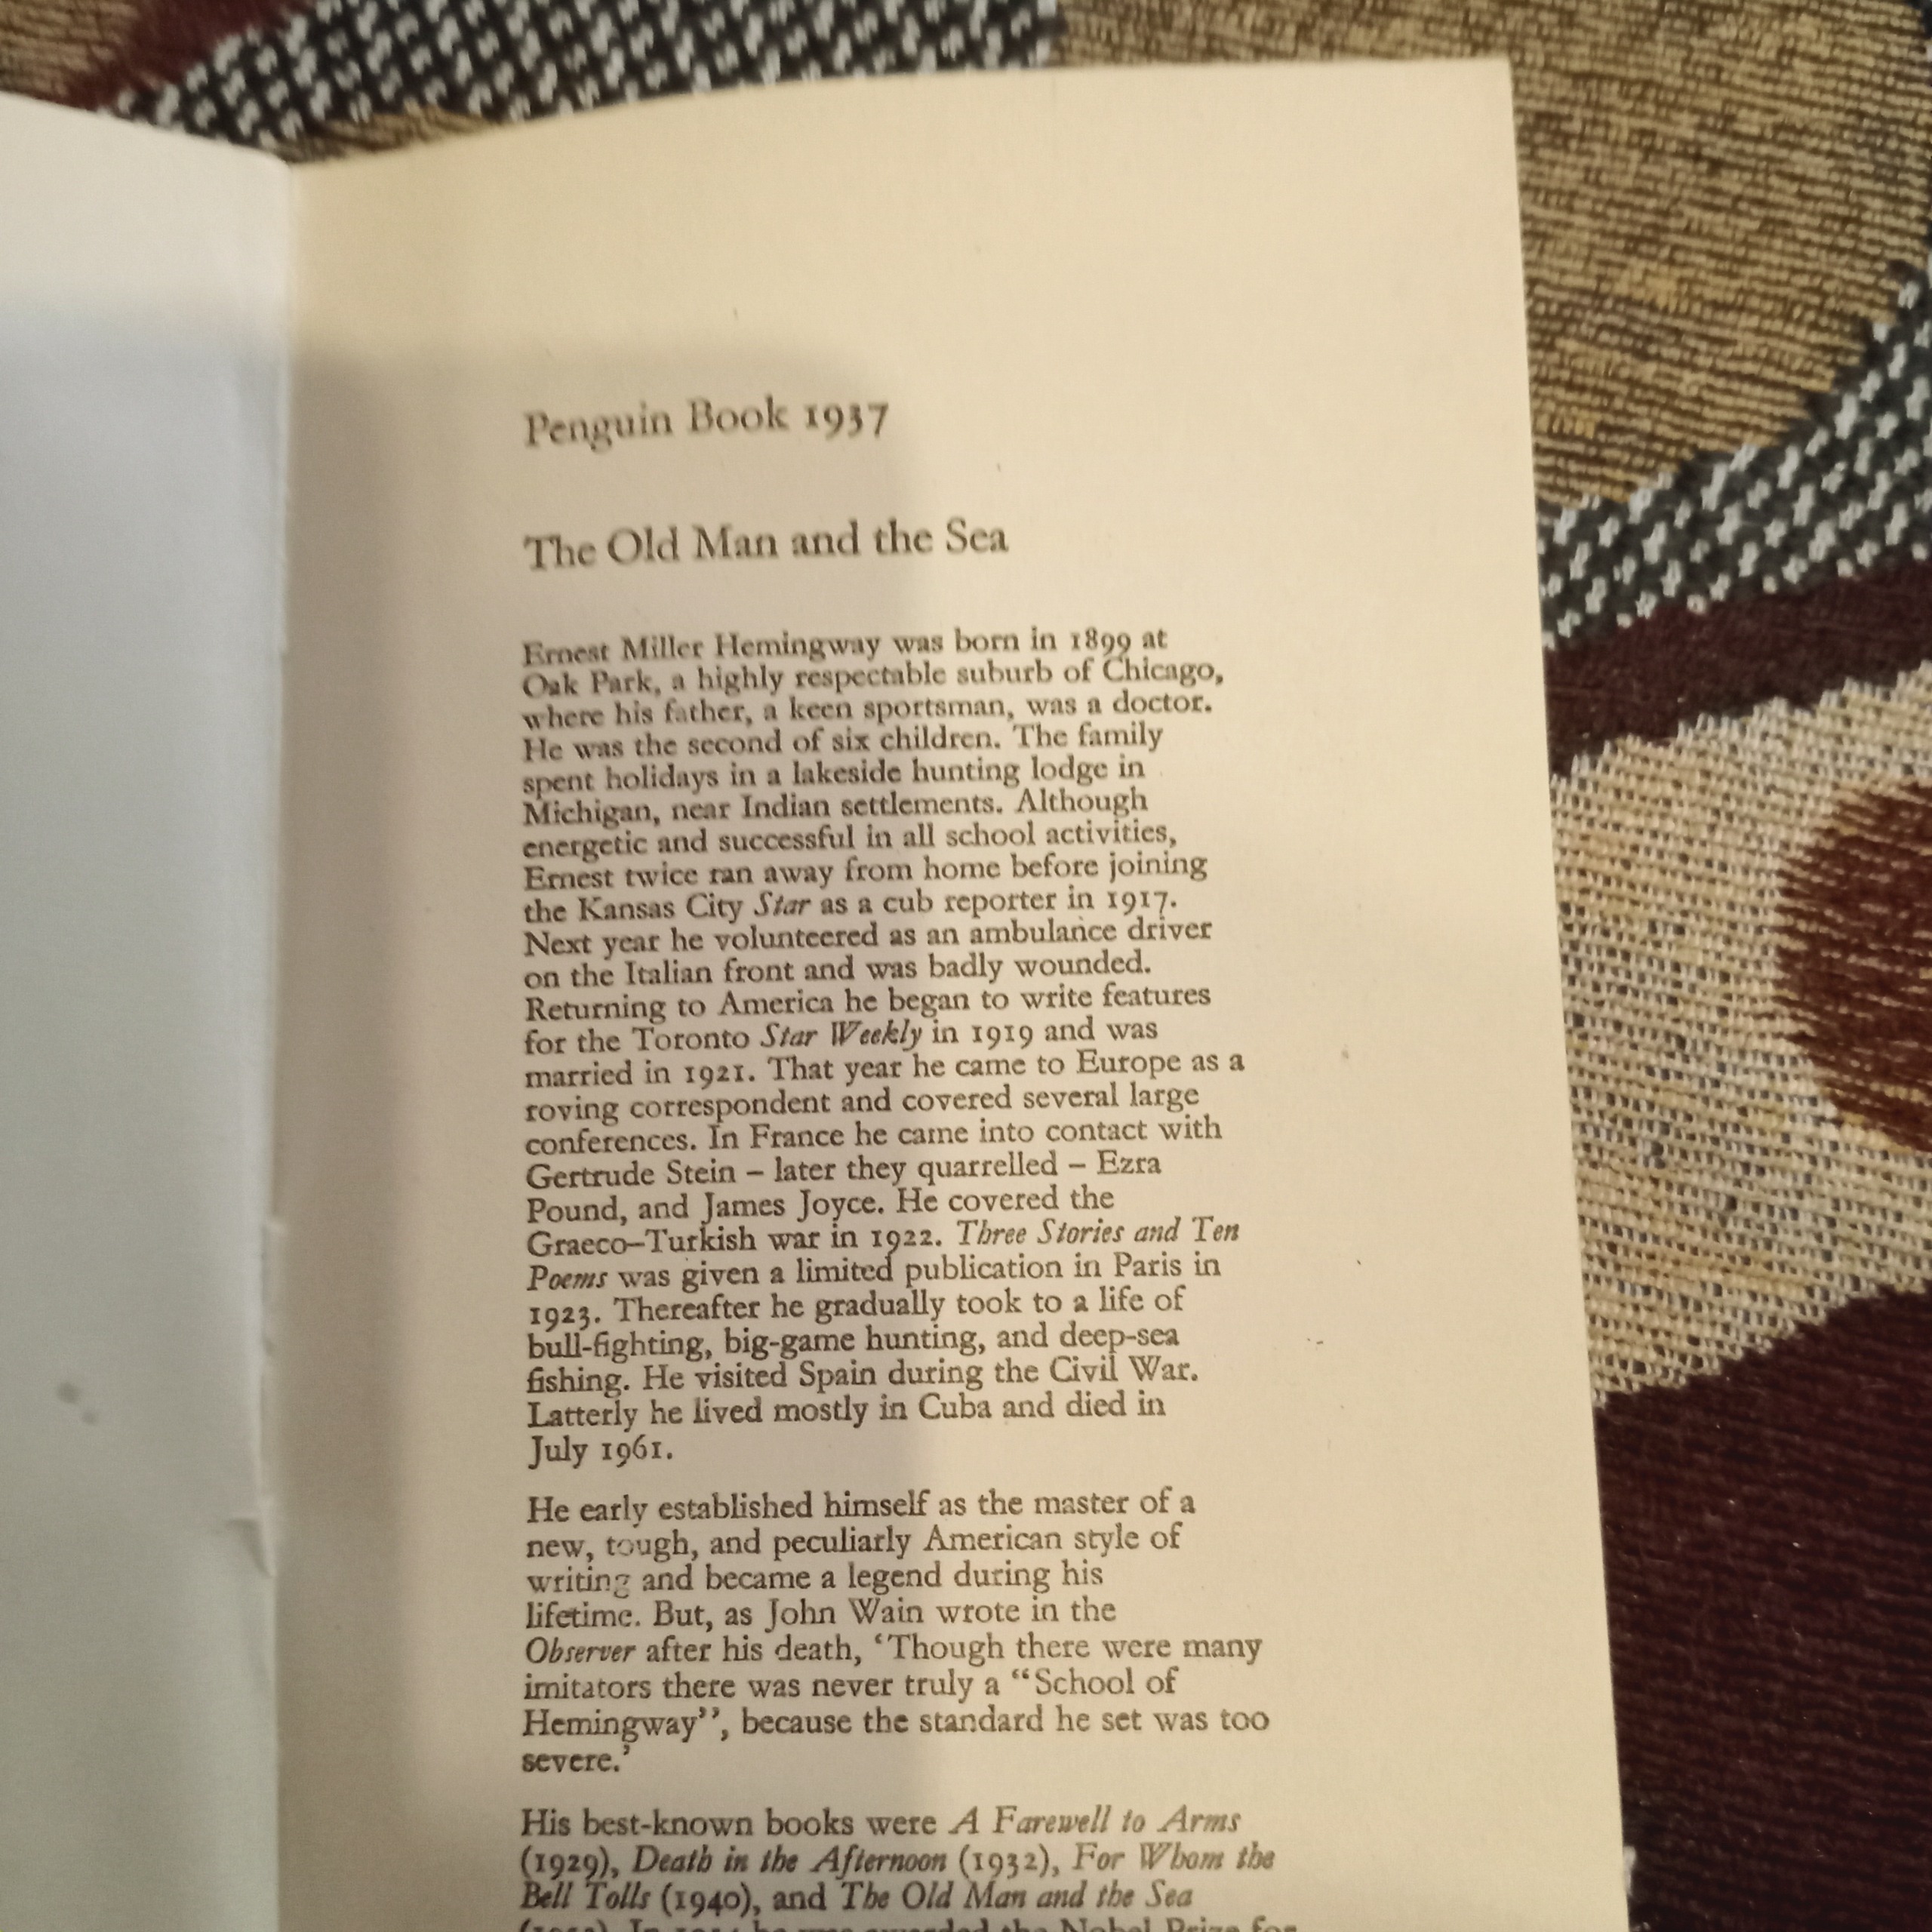 Penguin Book 1937
The Old Man and the Sea
Ernest Miller Hemingway was born in 1899 at
Oak Park, a highly respectable suburb of Chicago,
where his father, a keen sportsman, was a doctor.
He was the second of six children. The family
spent holidays in a lakeside hunting lodge in
Michigan, near Indian settlements. Although
energetic and successful in all school activities,
Ernest twice ran away from home before joining
the Kansas City Star as a cub reporter in 1917.
Next year he volunteered as an ambulance driver
on the Italian front and was badly wounded.
Returning to America he began to write features
for the Toronto Star Weekly in 1919 and was
married in 1921. That year he came to Europe as a
roving correspondent and covered several large
conferences. In France he came into contact with
Gertrude Stein – later they quarrelled – Ezra
Pound, and James Joyce. He covered the
Graeco–Turkish war in 1922. Three Stories and Ten
Poems was given a limited publication in Paris in
1923. Thereafter he gradually took to a life of
bull-fighting, big-game hunting, and deep-sea
fishing. He visited Spain during the Civil War.
Latterly he lived mostly in Cuba and died in
July 1961.
He early established himself as the master of a
new, tough, and peculiarly American style of
writing and became a legend during his
lifetime. But, as John Wain wrote in the
Observer after his death, ‘Though there were many
imitators there was never truly a “School of
Hemingway”, because the standard he set was too
severe.’
His best-known books were A Farewell to Arms
(1929), Death in the Afternoon (1932), For Whom the
Bell Tolls (1940), and The Old Man and the Sea
he was awarded the Nobel Prize for